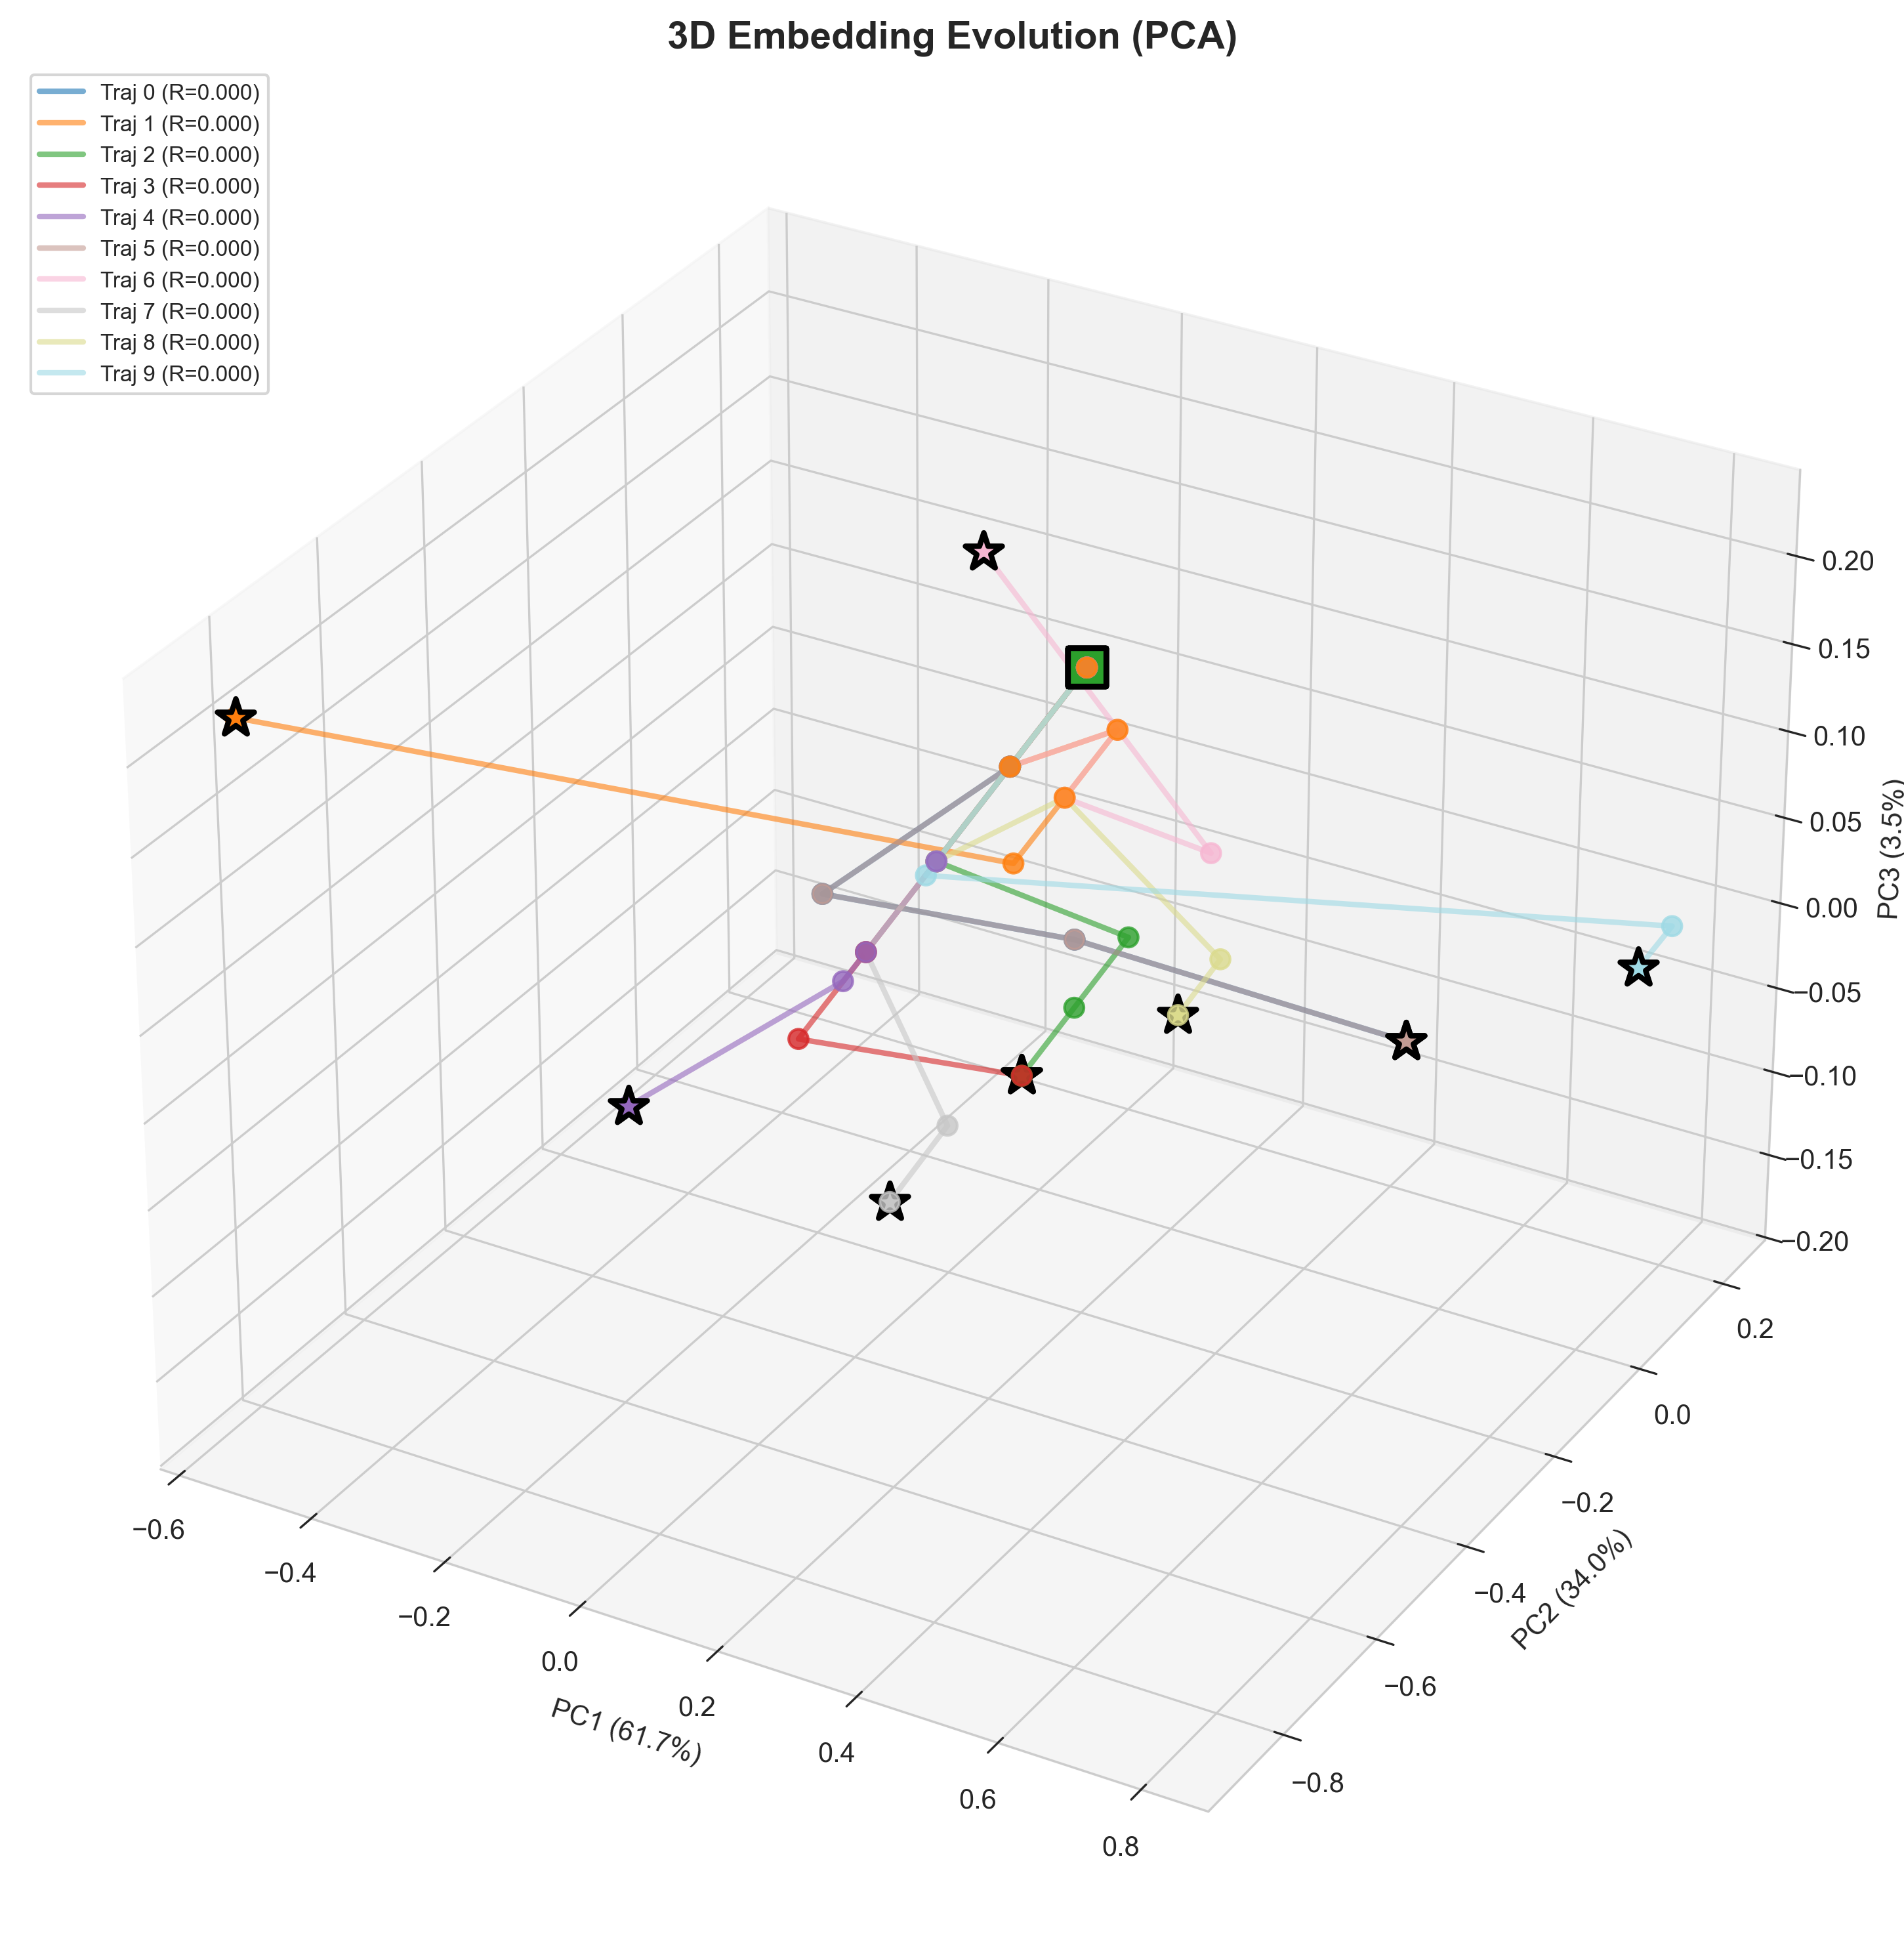 3D Embedding Evolution (PCA)
Traj 0 (R=0.000)
Traj 1 (R=0.000)
Traj 2 (R=0.000)
Traj 3 (R=0.000)
Traj 4 (R=0.000)
Traj 5 (R=0.000)
Traj 6 (R=0.000)
Traj 7 (R=0.000)
Traj 8 (R=0.000)
Traj 9 (R=0.000)
0.20
0.15
0.10
0.05
0.00
−0.05
−0.10
−0.15
−0.20
PC3 (3.5%)
0.2
0.0
−0.2
−0.4
−0.6
−0.8
PC2 (34.0%)
−0.6
−0.4
−0.2
0.0
0.2
0.4
0.6
0.8
PC1 (61.7%)